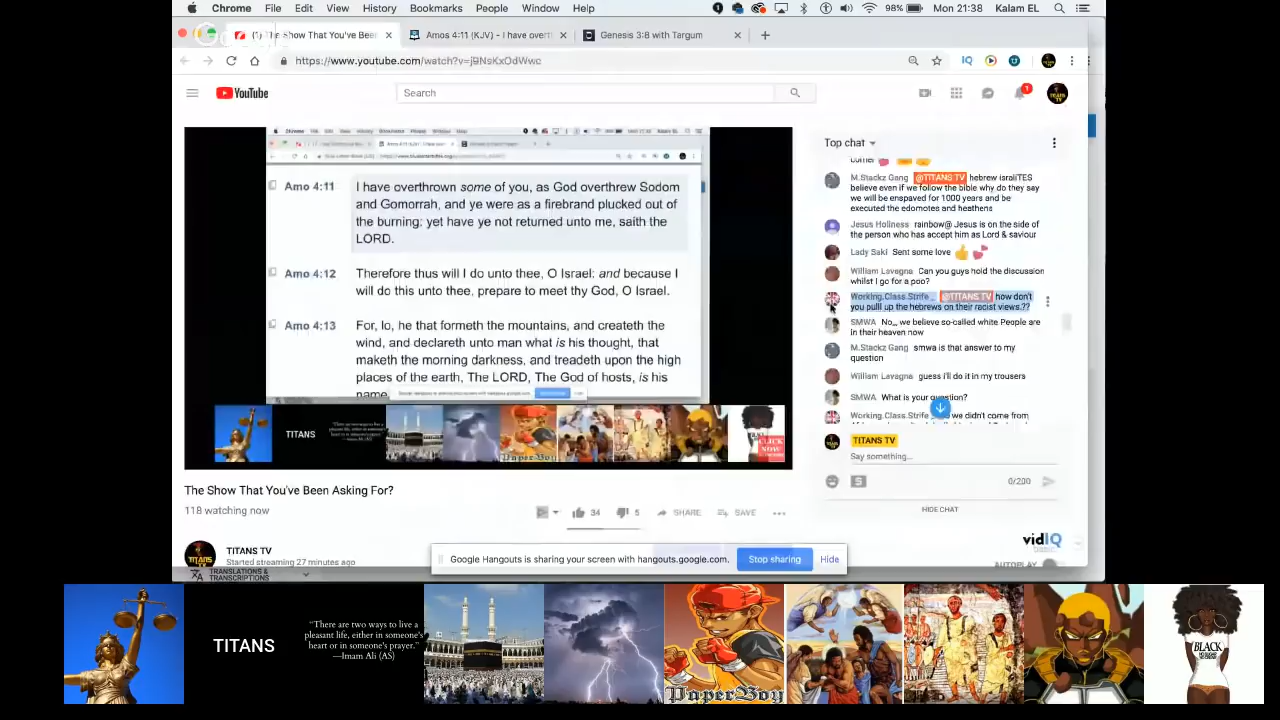 Chrome File Edit View History Bookmarks People Window Help 98% Mon 21:38 Kalam EL
(1) The Show That You've Been Amos 4:11 (KJV) - I have overt Genesis 3:8 with Targum
https://www.youtube.com/watch?v=j9NsKxOdWwc
YouTube
Search
Top chat
Amo 4:11 I have overthrown some of you, as God overthrew Sodom
and Gomorrah, and ye were as a firebrand plucked out of
the burning: yet have ye not returned unto me, saith the
LORD.
Amo 4:12 Therefore thus will I do unto thee, O Israel: and because I
will do this unto thee, prepare to meet thy God, O Israel.
Amo 4:13 For, lo, he that formeth the mountains, and createth the
wind, and declareth unto man what is his thought, that
maketh the morning darkness, and treadeth upon the high
places of the earth, The LORD, The God of hosts, is his
name.
TITANS
PaperBoy
CLICK
NOW
corner
M.Stackz Gang @TITANS TV hebrew israliTES
believe even if we follow the bible why do they say
we will be enspaved for 1000 years and be
executed the edomotes and heathens
Jesus Holiness rainbow@ Jesus is on the side of
the person who has accept him as Lord & saviour
Lady Saki Sent some love
William Lavagna Can you guys hold the discussion
whilst I go for a poo?
Working.Class.Strife _ @TITANS TV how don't
you pulll up the hebrews on their racist views.??
SMWA No,,, we believe so-called white People are
in their heaven now
M.Stackz Gang smwa is that answer to my
question
William Lavagna guess i'll do it in my trousers
SMWA What is your question?
Working.Class.Strife _ we didn't come from
TITANS TV
Say something...
0/200
HIDE CHAT
The Show That You've Been Asking For?
118 watching now
34 5 SHARE SAVE
TITANS TV
Started streaming 27 minutes ago
TRANSLATIONS &
TRANSCRIPTIONS
vidIQ
AUTOPLAY
Google Hangouts is sharing your screen with hangouts.google.com. Stop sharing Hide
TITANS
"There are two ways to live a
pleasant life, either in someone's
heart or in someone's prayer."
—Imam Ali (AS)
PaperBoy
BLACK